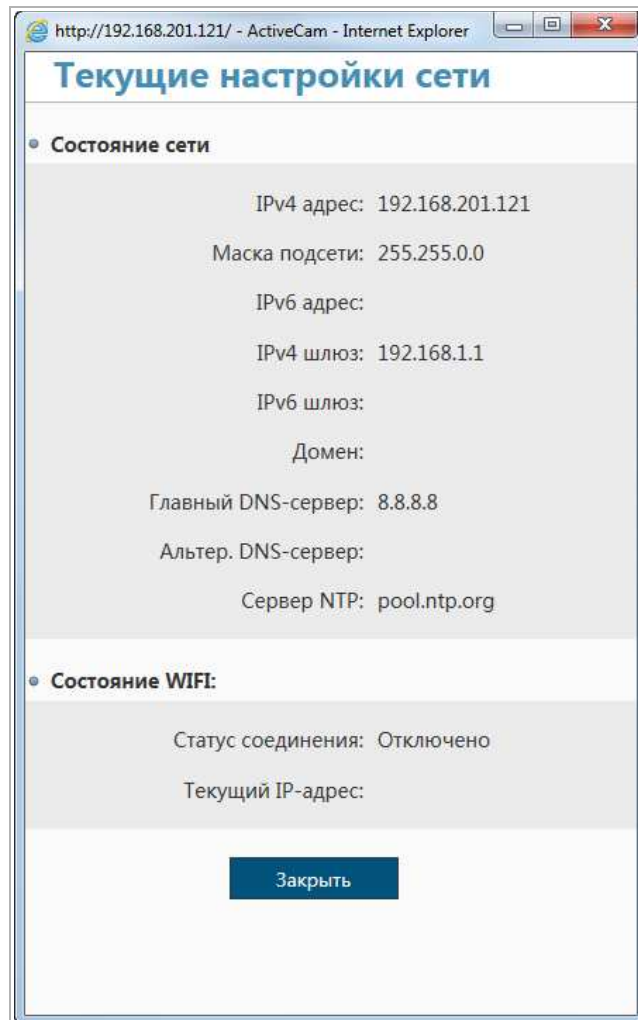 http://192.168.201.121/ - ActiveCam - Internet Explorer
Текущие настройки сети
Состояние сети
IPv4 адрес: 192.168.201.121
Маска подсети: 255.255.0.0
IPv6 адрес:
IPv4 шлюз: 192.168.1.1
IPv6 шлюз:
Домен:
Главный DNS-сервер: 8.8.8.8
Альтер. DNS-сервер:
Сервер NTP: pool.ntp.org
Состояние WIFI:
Статус соединения: Отключено
Текущий IP-адрес:
Закрыть